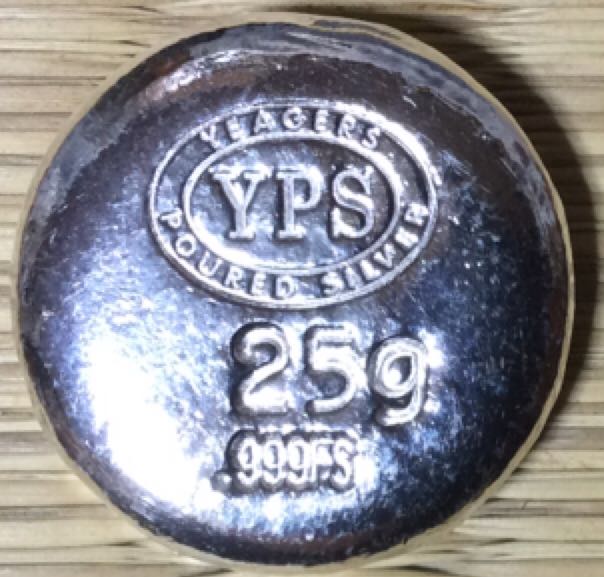 YEAGERS
YPS
POURED SILVER
25g
.999FS